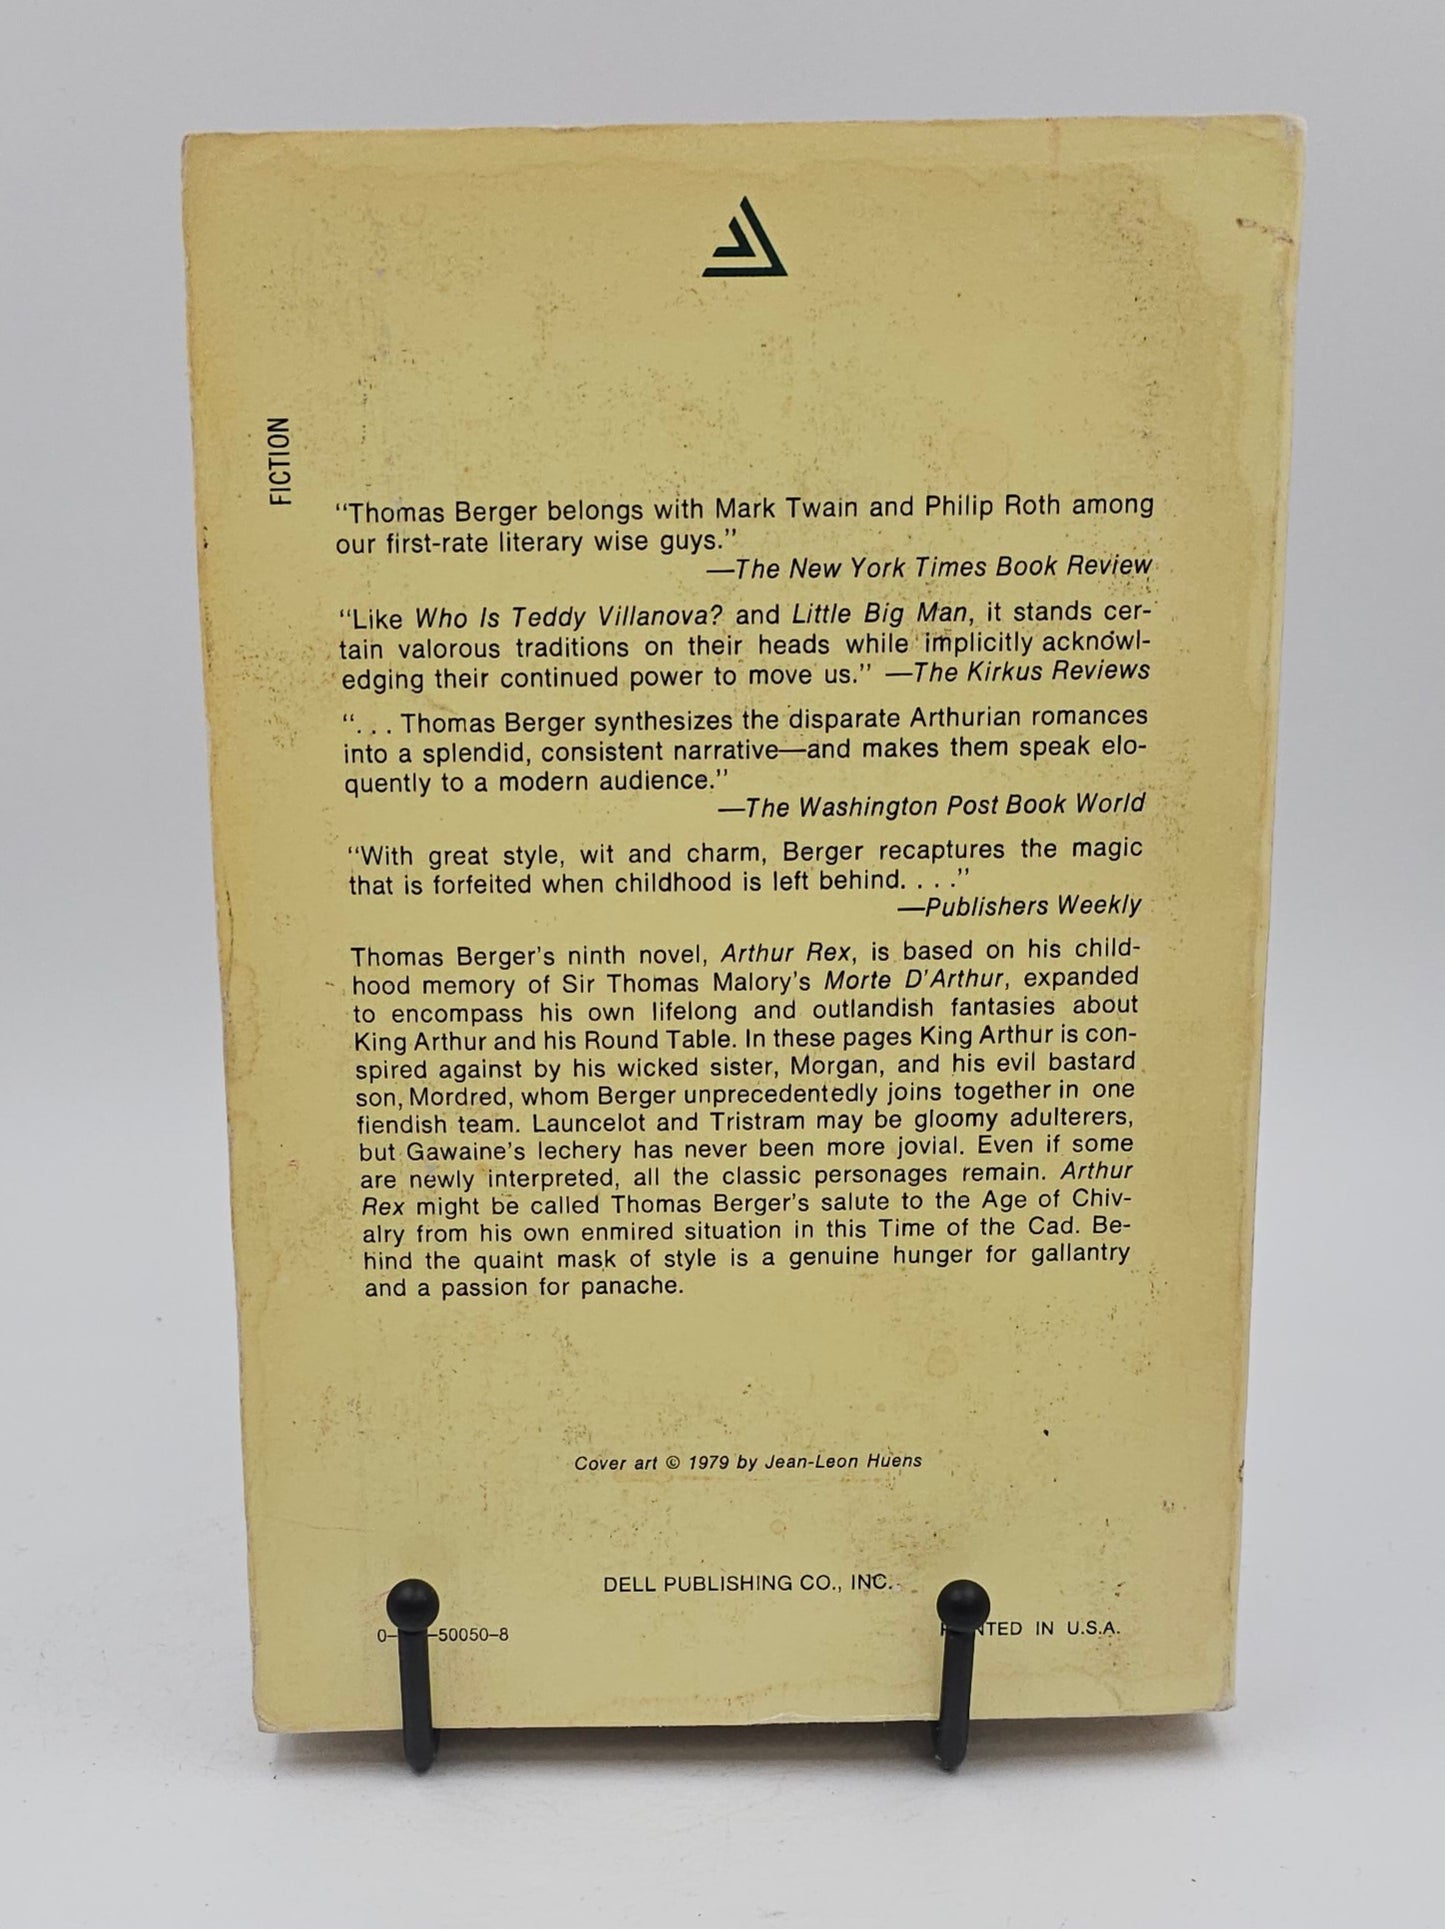 FICTION
“Thomas Berger belongs with Mark Twain and Philip Roth among
our first-rate literary wise guys.”
—The New York Times Book Review
“Like Who Is Teddy Villanova? and Little Big Man, it stands cer-
tain valorous traditions on their heads while implicitly acknowl-
edging their continued power to move us.” —The Kirkus Reviews
“. . . Thomas Berger synthesizes the disparate Arthurian romances
into a splendid, consistent narrative—and makes them speak elo-
quently to a modern audience.”
—The Washington Post Book World
“With great style, wit and charm, Berger recaptures the magic
that is forfeited when childhood is left behind. . . .”
—Publishers Weekly
Thomas Berger’s ninth novel, Arthur Rex, is based on his child-
hood memory of Sir Thomas Malory’s Morte D’Arthur, expanded
to encompass his own lifelong and outlandish fantasies about
King Arthur and his Round Table. In these pages King Arthur is con-
spired against by his wicked sister, Morgan, and his evil bastard
son, Mordred, whom Berger unprecedentedly joins together in one
fiendish team. Launcelot and Tristram may be gloomy adulterers,
but Gawaine’s lechery has never been more jovial. Even if some
are newly interpreted, all the classic personages remain. Arthur
Rex might be called Thomas Berger’s salute to the Age of Chiv-
alry from his own enmired situation in this Time of the Cad. Be-
hind the quaint mask of style is a genuine hunger for gallantry
and a passion for panache.
Cover art © 1979 by Jean-Leon Huens
DELL PUBLISHING CO., INC.
0- –50050–8
IN U.S.A.